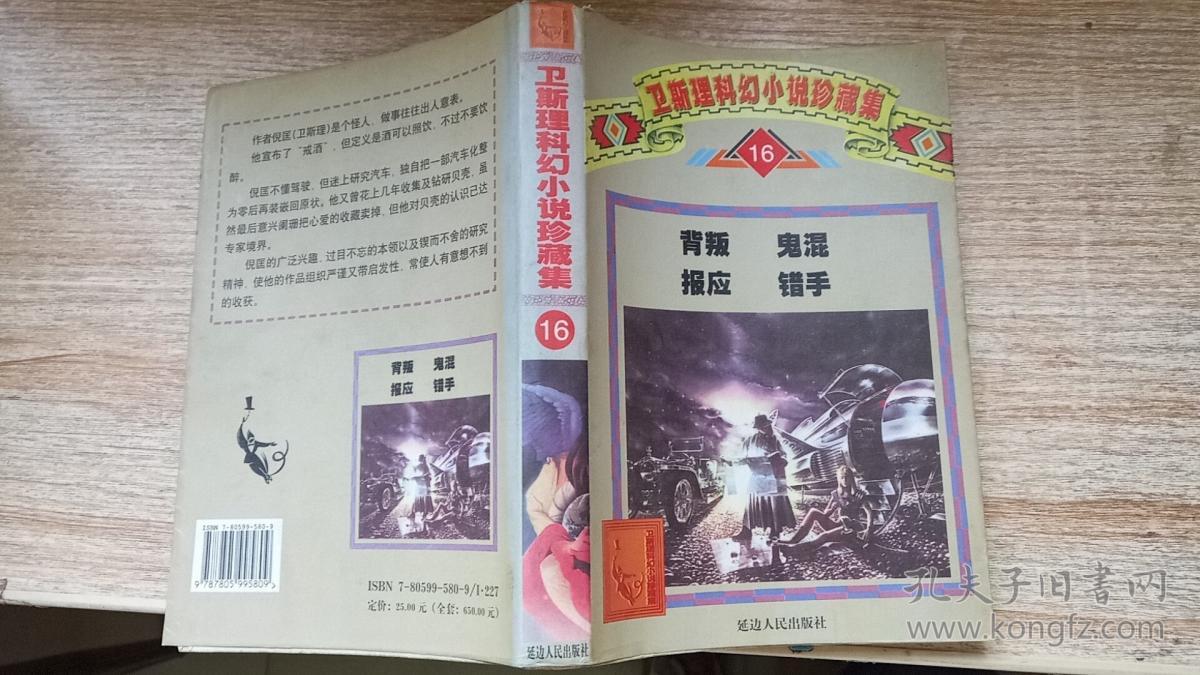 作者倪匡(卫斯理)是个怪人，做事往往出人意表。
他宣布了“戒酒”，但定义是酒可以照饮，不过不要饮
醉。
倪匡不懂驾驶，但迷上研究汽车，独自把一部汽车化整
为零后再装嵌回原状。他又曾花上几年收集及钻研贝壳，虽
然最后意兴阑珊把心爱的收藏卖掉，但他对贝壳的认识已达
专家境界。
倪匡的广泛兴趣，过目不忘的本领以及锲而不舍的研究
精神，使他的作品组织严谨又带启发性，常使人有意想不到
的收获。
背叛 鬼混
报应 错手
ISBN 7-80599-580-9
9 787805 995809
ISBN 7-80599-580-9/I·227
定价：25.00元（全套：650.00元）
卫斯理科幻小说珍藏集
16
延边人民出版社
卫斯理科幻小说珍藏集
16
背叛 鬼混
报应 错手
延边人民出版社
孔夫子旧书网
www.kongfz.com